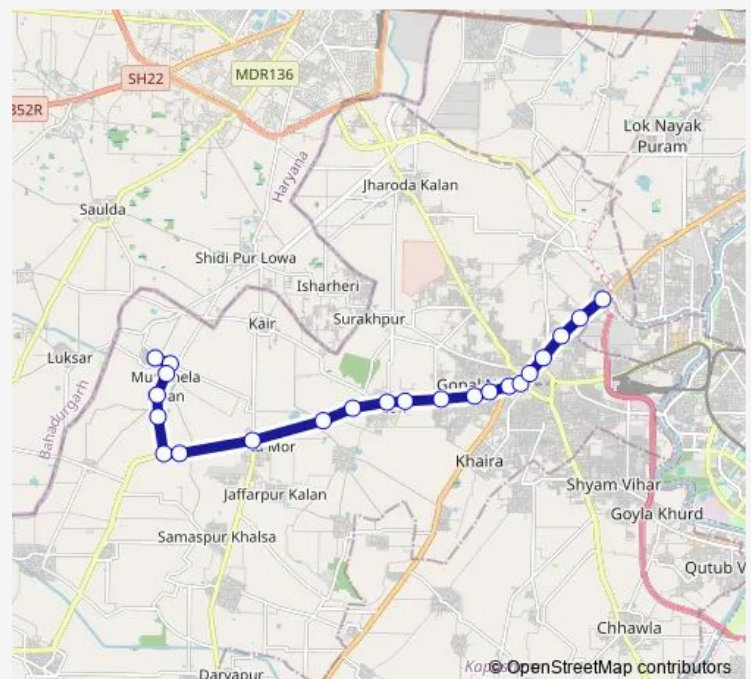 SH22
MDR136
352R
Lok Nayak
Puram
Haryana
Jharoda Kalan
Saulda
Shidi Pur Lowa
Isharheri
Surakhpur
Kair
Luksar
Bahadurgarh
Khaira
Jaffarpur Kalan
Shyam Vihar
Goyla Khurd
Samaspur Khalsa
Qutub V
Chhawla
Daryapur
© OpenStreetMap contributors